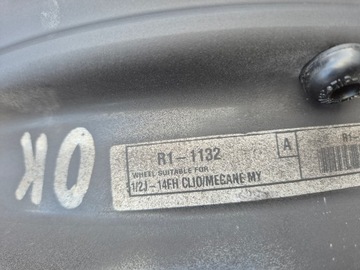 R1-1132
A
WHEEL SUITABLE FOR
1/2J-14FH CLIO/MEGANE MY
OK